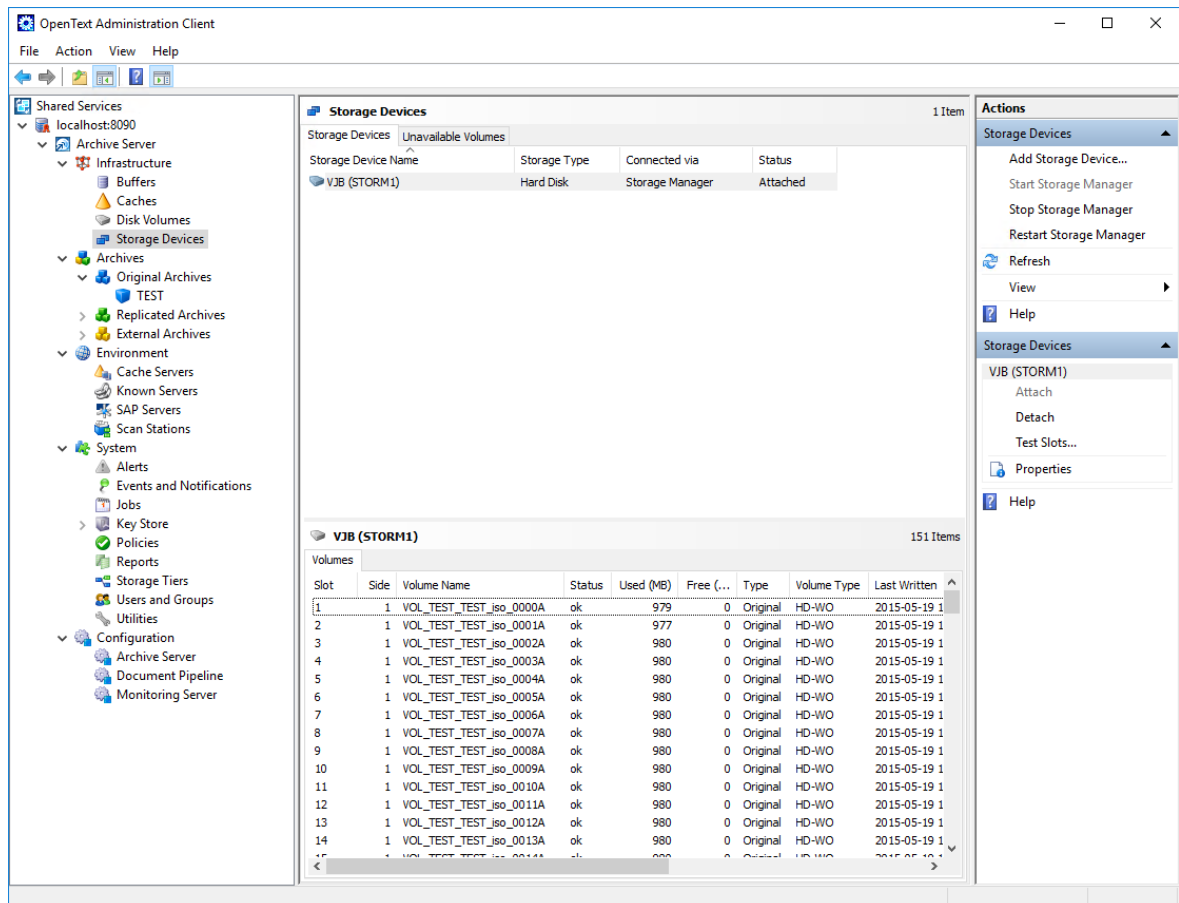 OpenText Administration Client
File Action View Help
Shared Services
localhost:8090
Archive Server
Infrastructure
Buffers
Caches
Disk Volumes
Storage Devices
Archives
Original Archives
TEST
Replicated Archives
External Archives
Environment
Cache Servers
Known Servers
SAP Servers
Scan Stations
System
Alerts
Events and Notifications
Jobs
Key Store
Policies
Reports
Storage Tiers
Users and Groups
Utilities
Configuration
Archive Server
Document Pipeline
Monitoring Server
Storage Devices 1 Item
Storage Devices Unavailable Volumes
Storage Device Name Storage Type Connected via Status
VJB (STORM1) Hard Disk Storage Manager Attached
VJB (STORM1) 151 Items
Volumes
Slot Side Volume Name Status Used (MB) Free (... Type Volume Type Last Written
1 1 VOL_TEST_TEST_iso_0000A ok 979 0 Original HD-WO 2015-05-19 1
2 1 VOL_TEST_TEST_iso_0001A ok 977 0 Original HD-WO 2015-05-19 1
3 1 VOL_TEST_TEST_iso_0002A ok 980 0 Original HD-WO 2015-05-19 1
4 1 VOL_TEST_TEST_iso_0003A ok 980 0 Original HD-WO 2015-05-19 1
5 1 VOL_TEST_TEST_iso_0004A ok 980 0 Original HD-WO 2015-05-19 1
6 1 VOL_TEST_TEST_iso_0005A ok 980 0 Original HD-WO 2015-05-19 1
7 1 VOL_TEST_TEST_iso_0006A ok 980 0 Original HD-WO 2015-05-19 1
8 1 VOL_TEST_TEST_iso_0007A ok 980 0 Original HD-WO 2015-05-19 1
9 1 VOL_TEST_TEST_iso_0008A ok 980 0 Original HD-WO 2015-05-19 1
10 1 VOL_TEST_TEST_iso_0009A ok 980 0 Original HD-WO 2015-05-19 1
11 1 VOL_TEST_TEST_iso_0010A ok 980 0 Original HD-WO 2015-05-19 1
12 1 VOL_TEST_TEST_iso_0011A ok 980 0 Original HD-WO 2015-05-19 1
13 1 VOL_TEST_TEST_iso_0012A ok 980 0 Original HD-WO 2015-05-19 1
14 1 VOL_TEST_TEST_iso_0013A ok 980 0 Original HD-WO 2015-05-19 1
Actions
Storage Devices
Add Storage Device...
Start Storage Manager
Stop Storage Manager
Restart Storage Manager
Refresh
View
Help
Storage Devices
VJB (STORM1)
Attach
Detach
Test Slots...
Properties
Help